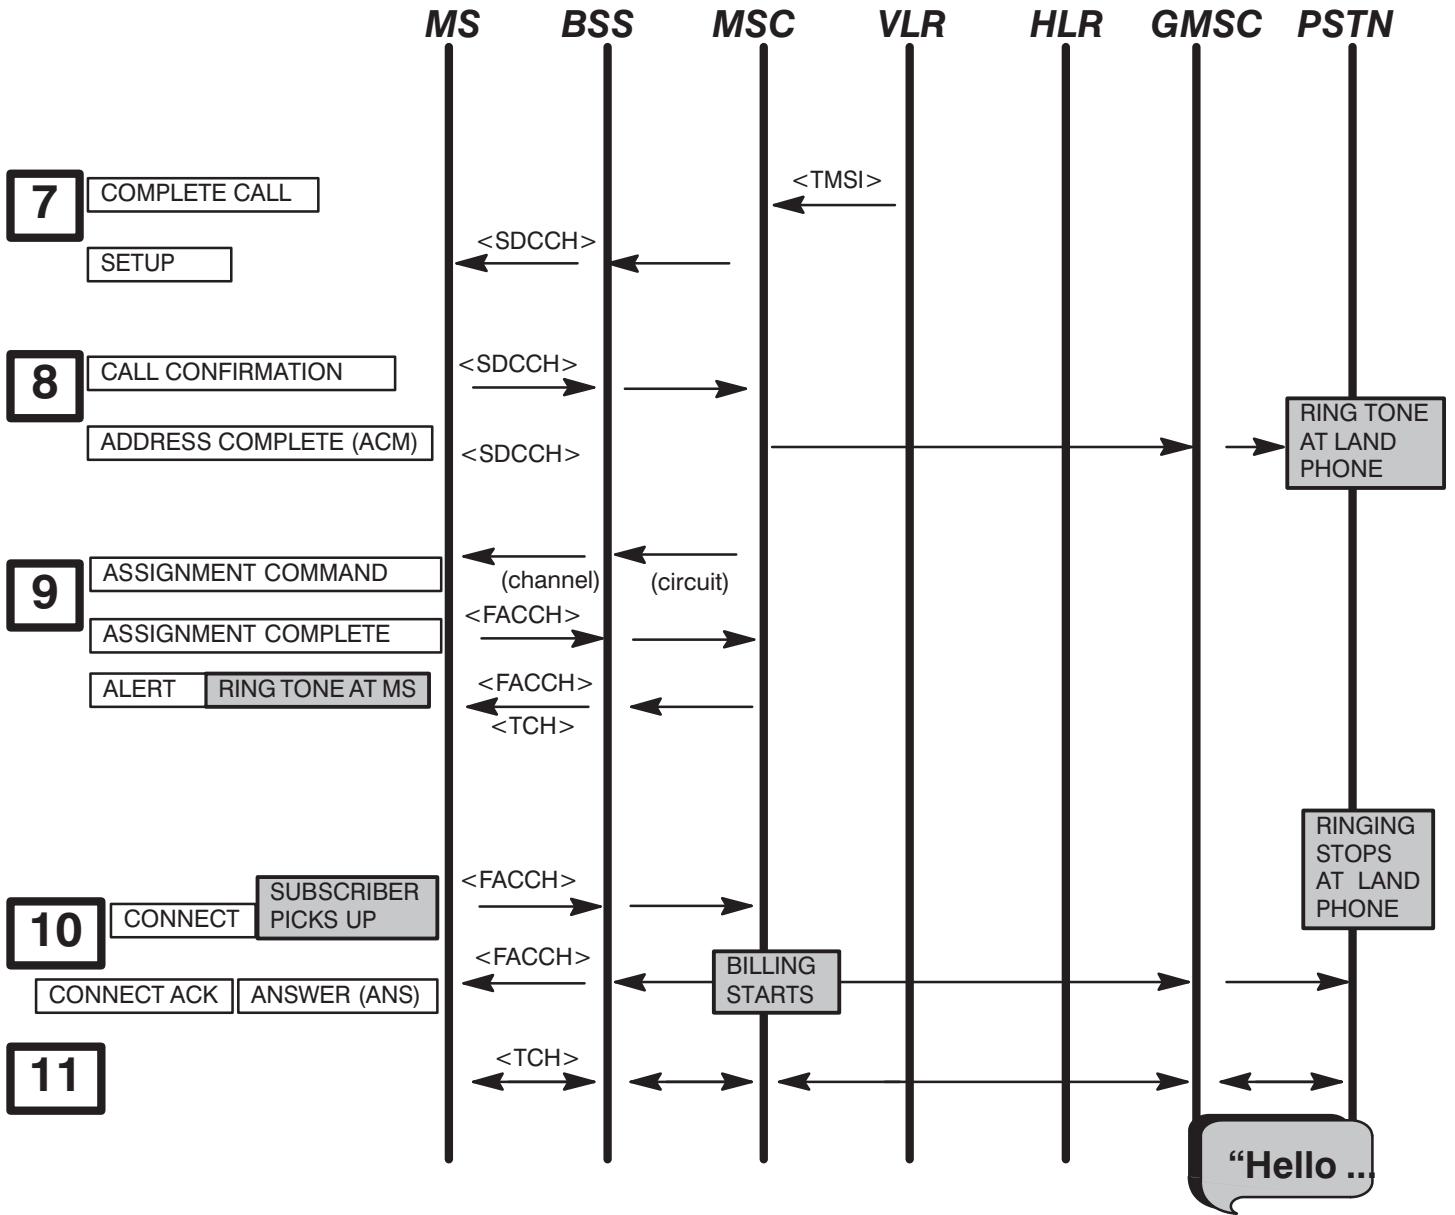 MS BSS MSC VLR HLR GMSC PSTN
7
COMPLETE CALL
<TMSI>
SETUP
<SDCCH>
8
CALL CONFIRMATION
<SDCCH>
ADDRESS COMPLETE (ACM)
<SDCCH>
RING TONE
AT LAND
PHONE
9
ASSIGNMENT COMMAND
(channel)
(circuit)
ASSIGNMENT COMPLETE
<FACCH>
ALERT
RING TONE AT MS
<FACCH>
<TCH>
RINGING
STOPS
AT LAND
PHONE
10
CONNECT
SUBSCRIBER
PICKS UP
<FACCH>
CONNECT ACK
ANSWER (ANS)
<FACCH>
BILLING
STARTS
11
<TCH>
“Hello ...